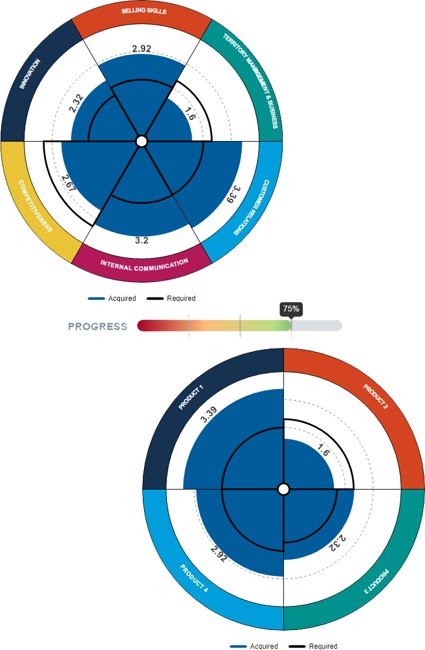 SELLING SKILLS
INNOVATION
TERRITORY MANAGEMENT & BUSINESS
2.92
2.32
1.6
2.67
3.39
3.2
COMPETITIVENESS
CUSTOMER RELATIONS
INTERNAL COMMUNICATION
Acquired Required
75%
PROGRESS
PRODUCT 1
PRODUCT 2
3.39
1.6
2.92
2.32
PRODUCT 4
PRODUCT 3
Acquired Required